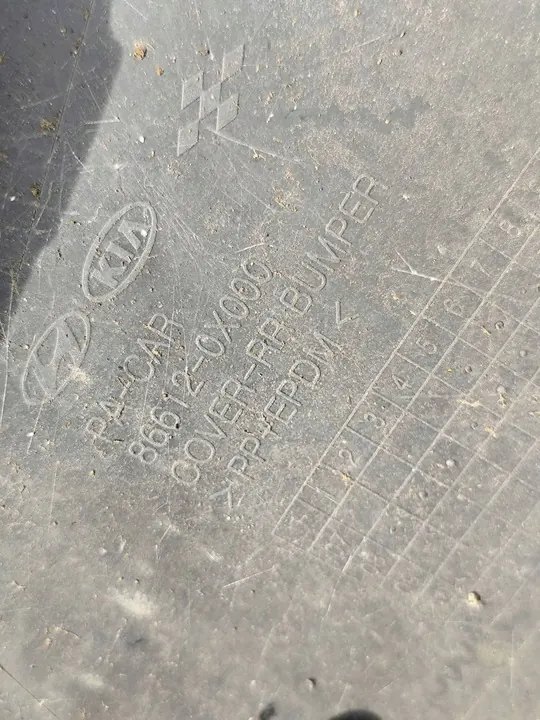 KIA
PA-CAR
86612-0X000
COVER-RR BUMPER
>PP+EPDM<
1 2 3 4 5 6 7 8